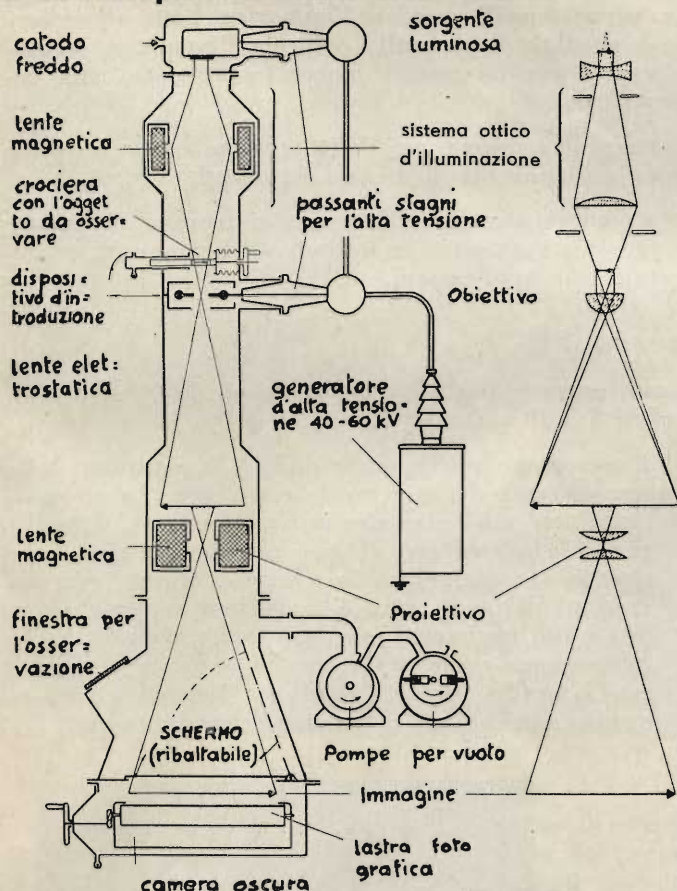 catodo
freddo
sorgente
luminosa
lente
magnetica
sistema ottico
d'illuminazione
crociera
con l'ogget
to da osser=
vare
passanti stagni
per l'alta tensione
disposi=
tivo d'in=
troduzione
Obiettivo
lente elet=
trostatica
generatore
d'alta tensio=
ne 40-60 kV
lente
magnetica
Proiettivo
finestra per
l'osser=
vazione
SCHERMO
(ribaltabile)
Pompe per vuoto
Immagine
lastra foto
grafica
camera oscura